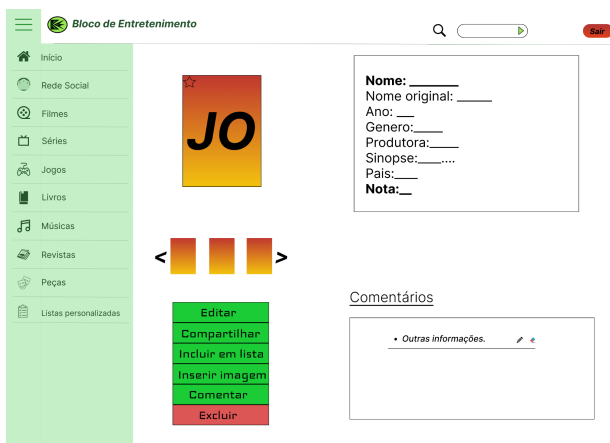 Bloco de Entretenimento
Sair
Início
Rede Social
Filmes
Séries
Jogos
Livros
Músicas
Revistas
Peças
Listas personalizadas
JO
< >
Editar
Compartilhar
Incluir em lista
Inserir imagem
Comentar
Excluir
Nome: _______
Nome original: _____
Ano: __
Genero:____
Produtora:____
Sinopse:___....
Pais:___
Nota:__
Comentários
• Outras informações.